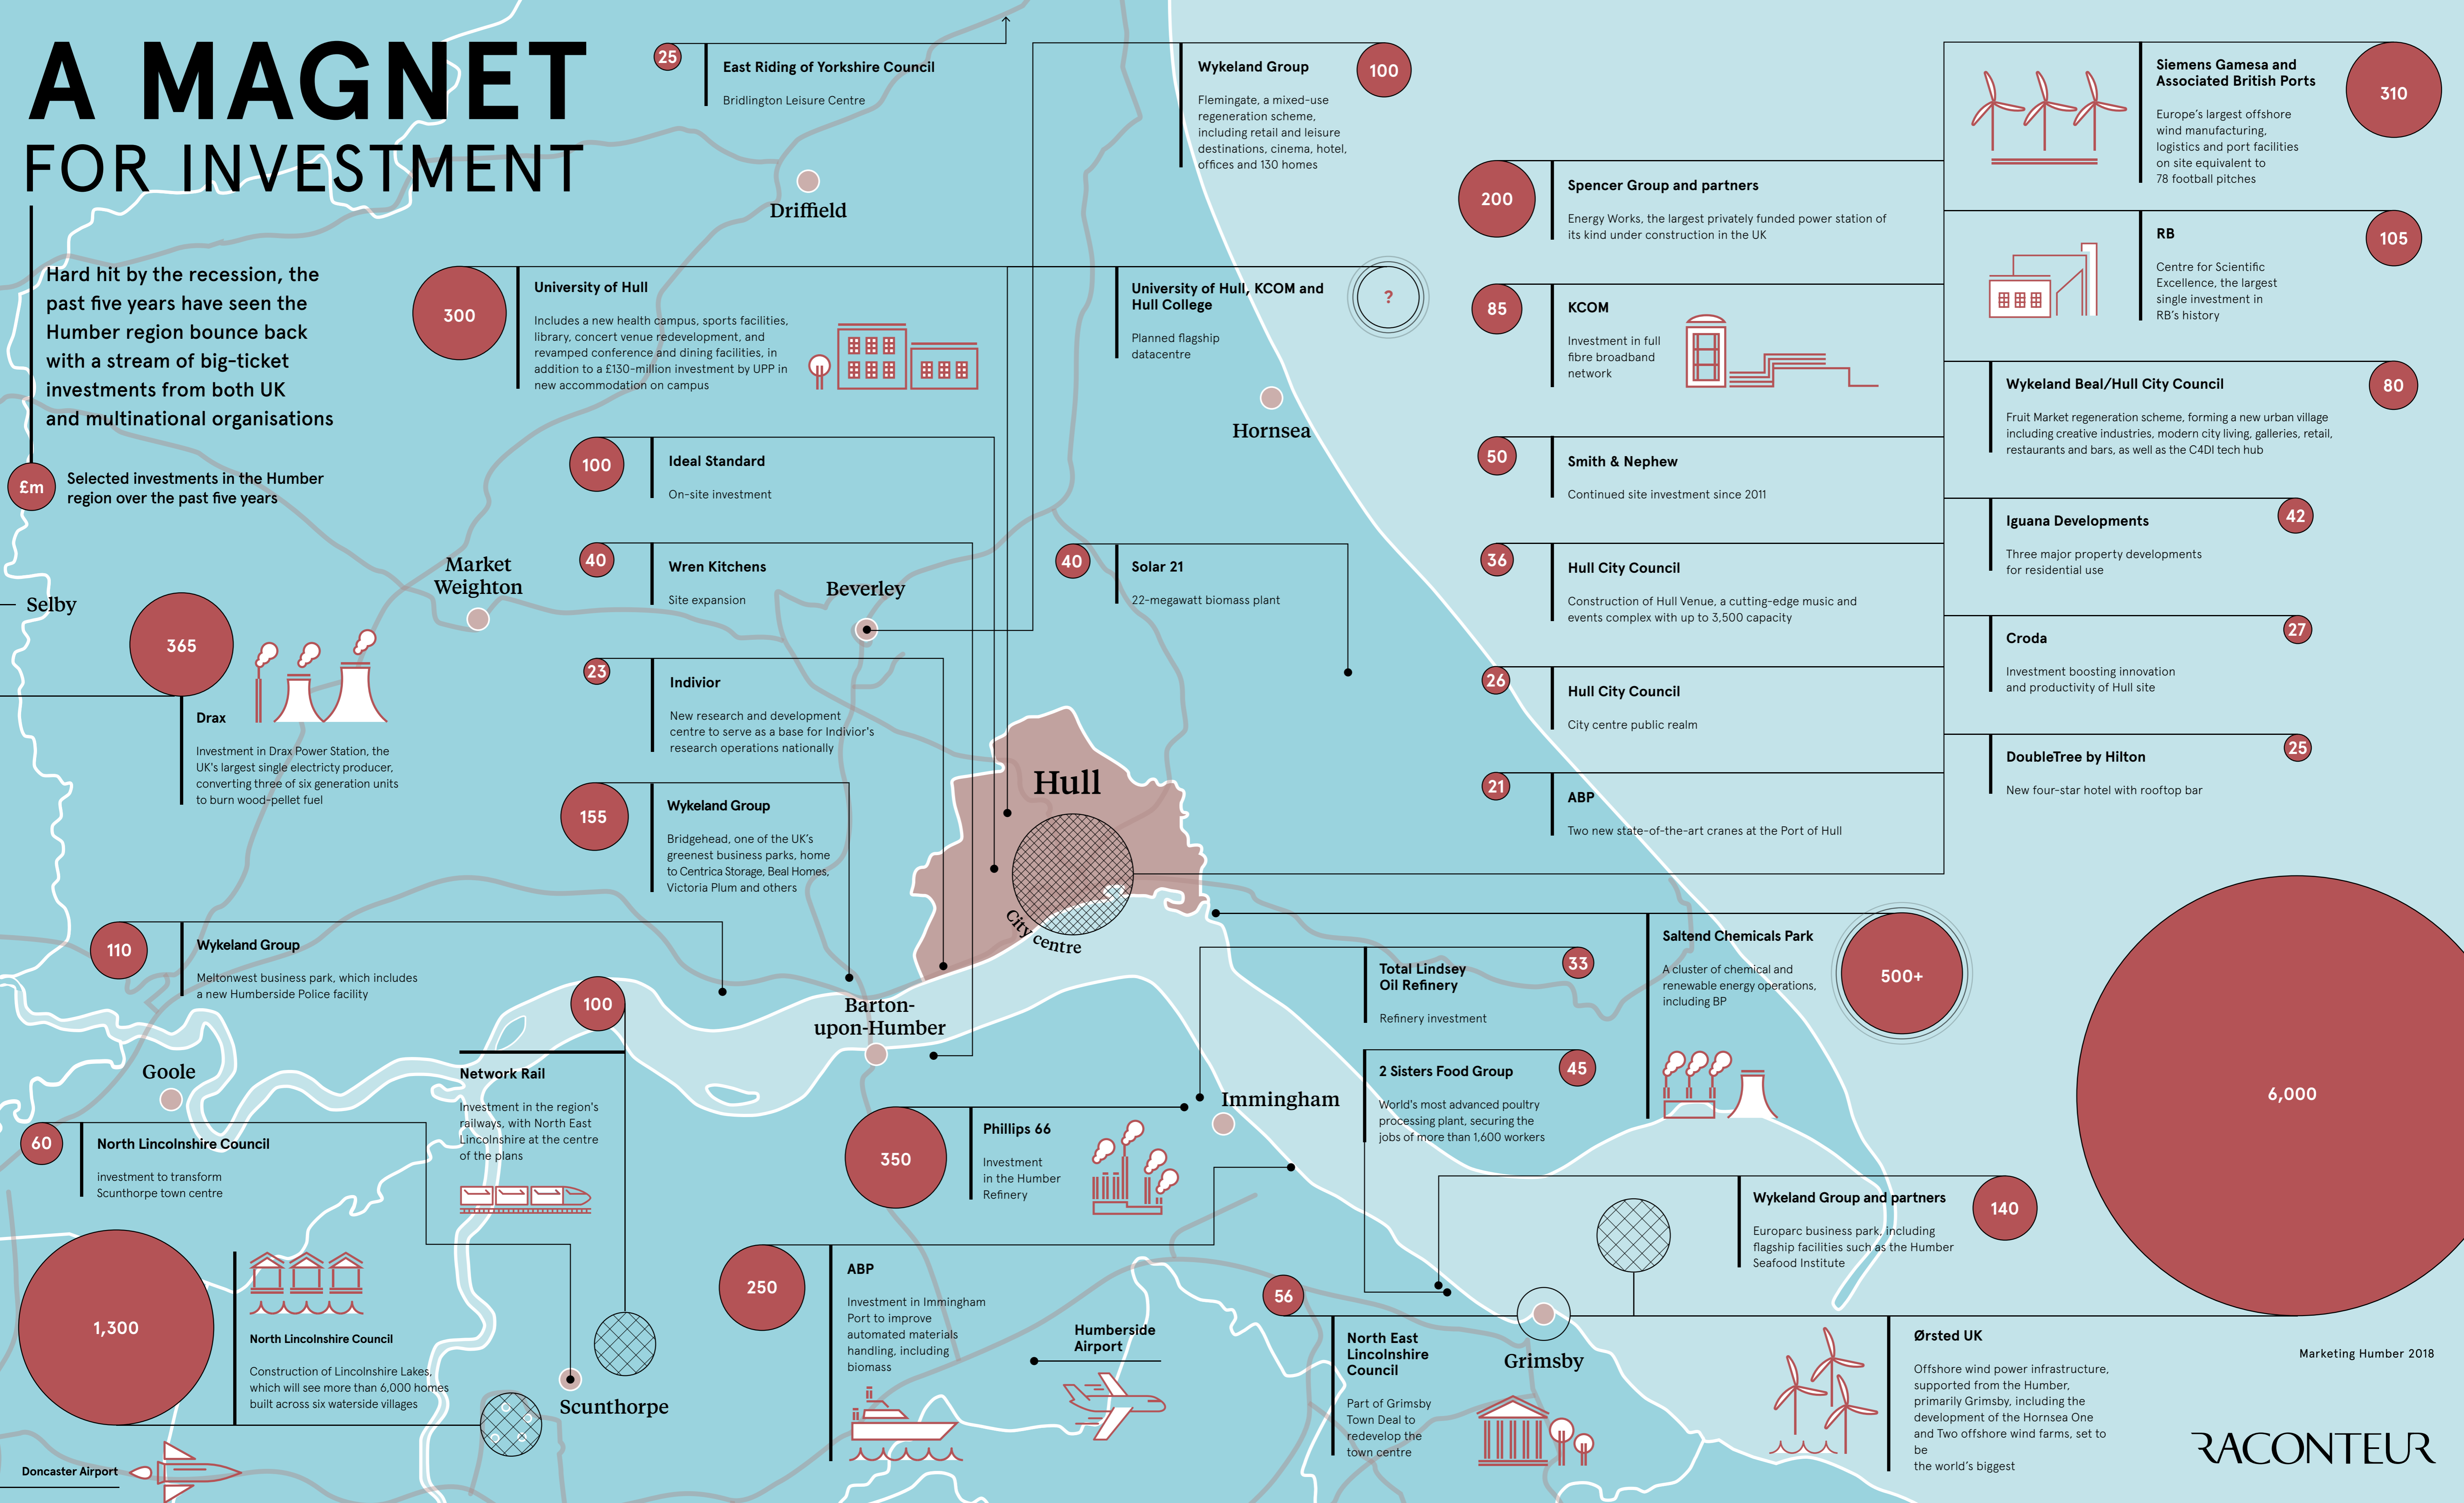 A MAGNET
FOR INVESTMENT
Hard hit by the recession, the
past five years have seen the
Humber region bounce back
with a stream of big-ticket
investments from both UK
and multinational organisations
£m
Selected investments in the Humber
region over the past five years
25
East Riding of Yorkshire Council
Bridlington Leisure Centre
Driffield
Wykeland Group
100
Flemingate, a mixed-use
regeneration scheme,
including retail and leisure
destinations, cinema, hotel,
offices and 130 homes
300
University of Hull
Includes a new health campus, sports facilities,
library, concert venue redevelopment, and
revamped conference and dining facilities, in
addition to a £130-million investment by UPP in
new accommodation on campus
University of Hull, KCOM and
Hull College
?
Planned flagship
datacentre
Hornsea
100
Ideal Standard
On-site investment
40
Wren Kitchens
Site expansion
Market
Weighton
Beverley
40
Solar 21
22-megawatt biomass plant
23
Indivior
New research and development
centre to serve as a base for Indivior's
research operations nationally
155
Wykeland Group
Bridgehead, one of the UK's
greenest business parks, home
to Centrica Storage, Beal Homes,
Victoria Plum and others
Selby
365
Drax
Investment in Drax Power Station, the
UK's largest single electricty producer,
converting three of six generation units
to burn wood-pellet fuel
110
Wykeland Group
Meltonwest business park, which includes
a new Humberside Police facility
Hull
City centre
200
Spencer Group and partners
Energy Works, the largest privately funded power station of
its kind under construction in the UK
85
KCOM
Investment in full
fibre broadband
network
50
Smith & Nephew
Continued site investment since 2011
36
Hull City Council
Construction of Hull Venue, a cutting-edge music and
events complex with up to 3,500 capacity
26
Hull City Council
City centre public realm
21
ABP
Two new state-of-the-art cranes at the Port of Hull
Siemens Gamesa and
Associated British Ports
310
Europe's largest offshore
wind manufacturing,
logistics and port facilities
on site equivalent to
78 football pitches
RB
105
Centre for Scientific
Excellence, the largest
single investment in
RB's history
Wykeland Beal/Hull City Council
80
Fruit Market regeneration scheme, forming a new urban village
including creative industries, modern city living, galleries, retail,
restaurants and bars, as well as the C4DI tech hub
Iguana Developments
42
Three major property developments
for residential use
Croda
27
Investment boosting innovation
and productivity of Hull site
DoubleTree by Hilton
25
New four-star hotel with rooftop bar
Goole
60
North Lincolnshire Council
investment to transform
Scunthorpe town centre
100
Network Rail
Investment in the region's
railways, with North East
Lincolnshire at the centre
of the plans
Barton-
upon-Humber
350
Phillips 66
Investment
in the Humber
Refinery
Immingham
Total Lindsey
Oil Refinery
33
Refinery investment
2 Sisters Food Group
45
World's most advanced poultry
processing plant, securing the
jobs of more than 1,600 workers
Saltend Chemicals Park
500+
A cluster of chemical and
renewable energy operations,
including BP
Wykeland Group and partners
140
Europarc business park, including
flagship facilities such as the Humber
Seafood Institute
6,000
1,300
North Lincolnshire Council
Construction of Lincolnshire Lakes,
which will see more than 6,000 homes
built across six waterside villages
Scunthorpe
Doncaster Airport
250
ABP
Investment in Immingham
Port to improve
automated materials
handling, including
biomass
Humberside
Airport
56
North East
Lincolnshire
Council
Part of Grimsby
Town Deal to
redevelop the
town centre
Grimsby
Ørsted UK
Offshore wind power infrastructure,
supported from the Humber,
primarily Grimsby, including the
development of the Hornsea One
and Two offshore wind farms, set to
be
the world's biggest
Marketing Humber 2018
RACONTEUR